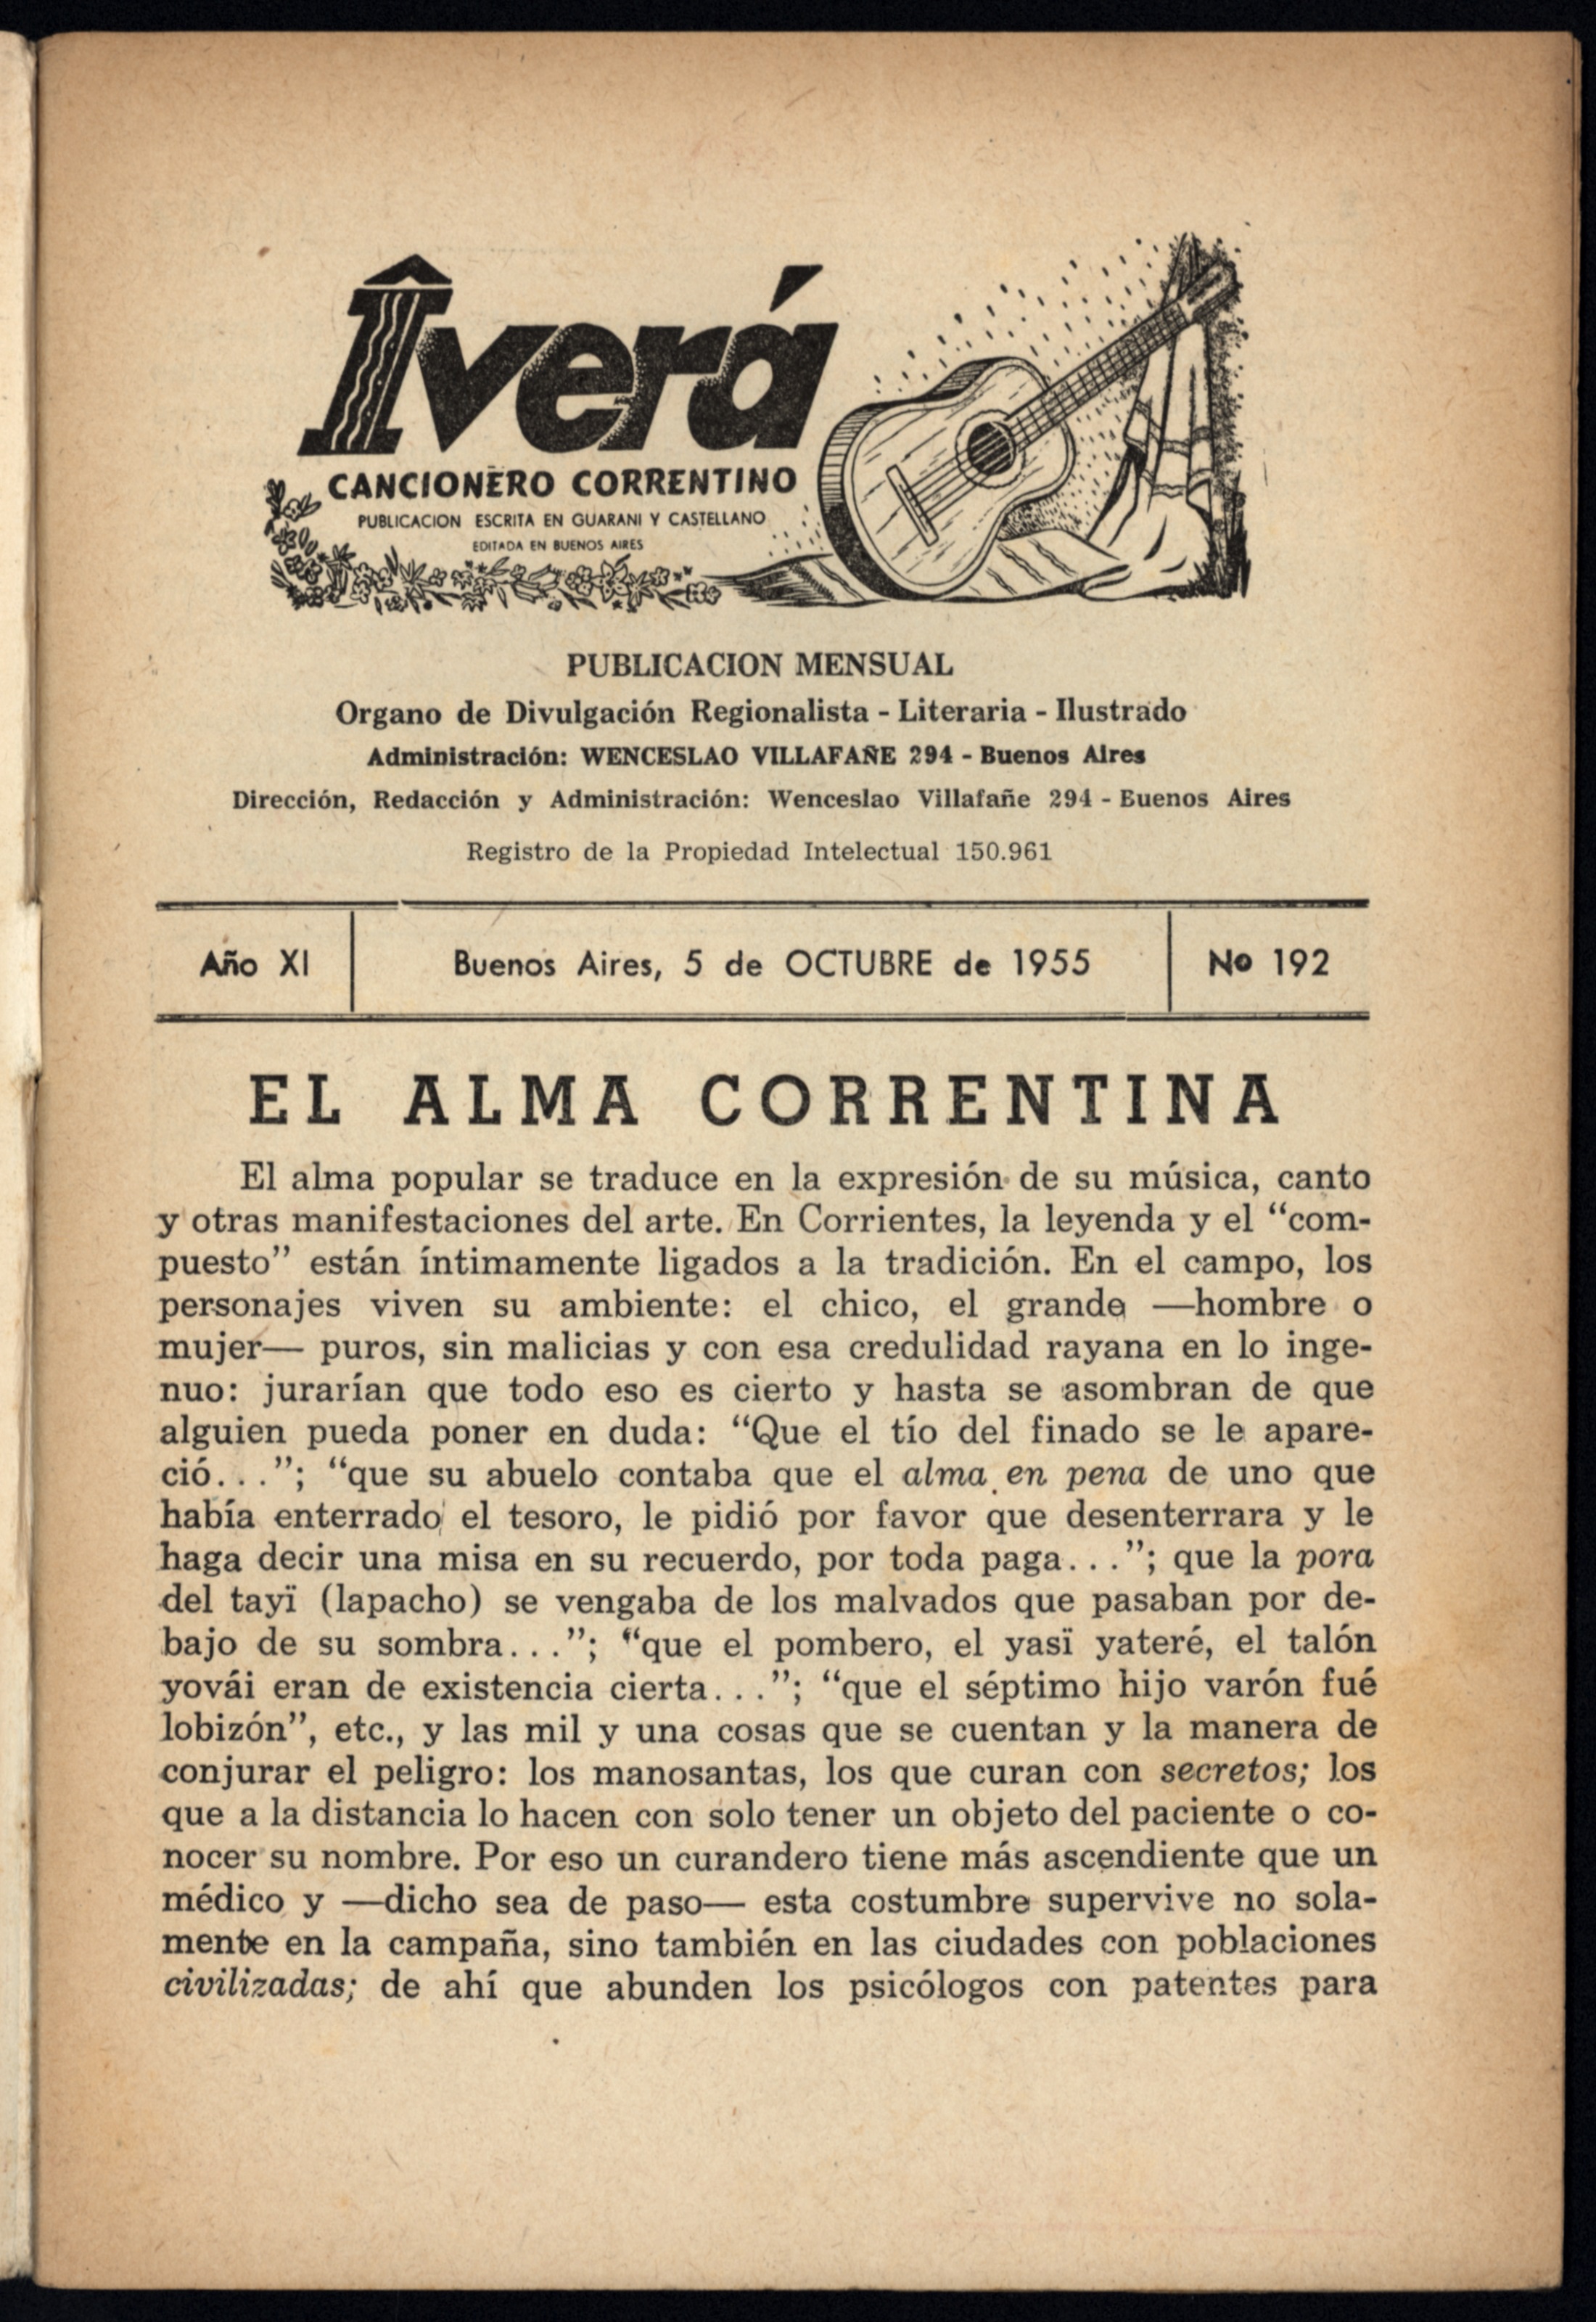 Îverá
CANCIONERO CORRENTINO
PUBLICACION ESCRITA EN GUARANI Y CASTELLANO
EDITADA EN BUENOS AIRES
PUBLICACION MENSUAL
Organo de Divulgación Regionalista - Literaria - Ilustrado
Administración: WENCESLAO VILLAFAÑE 294 - Buenos Aires
Dirección, Redacción y Administración: Wenceslao Villafañe 294 - Buenos Aires
Registro de la Propiedad Intelectual 150.961
Año XI Buenos Aires, 5 de OCTUBRE de 1955 Nº 192
EL ALMA CORRENTINA
El alma popular se traduce en la expresión de su música, canto
y otras manifestaciones del arte. En Corrientes, la leyenda y el “com-
puesto” están íntimamente ligados a la tradición. En el campo, los
personajes viven su ambiente: el chico, el grande —hombre o
mujer— puros, sin malicias y con esa credulidad rayana en lo inge-
nuo: jurarían que todo eso es cierto y hasta se asombran de que
alguien pueda poner en duda: “Que el tío del finado se le apare-
ció...”; “que su abuelo contaba que el alma en pena de uno que
había enterrado el tesoro, le pidió por favor que desenterrara y le
haga decir una misa en su recuerdo, por toda paga...”; que la pora
del tayï (lapacho) se vengaba de los malvados que pasaban por de-
bajo de su sombra...”; “que el pombero, el yasï yateré, el talón
yovái eran de existencia cierta...”; “que el séptimo hijo varón fué
lobizón”, etc., y las mil y una cosas que se cuentan y la manera de
conjurar el peligro: los manosantas, los que curan con secretos; los
que a la distancia lo hacen con solo tener un objeto del paciente o co-
nocer su nombre. Por eso un curandero tiene más ascendiente que un
médico y —dicho sea de paso— esta costumbre supervive no sola-
mente en la campaña, sino también en las ciudades con poblaciones
civilizadas; de ahí que abunden los psicólogos con patentes para